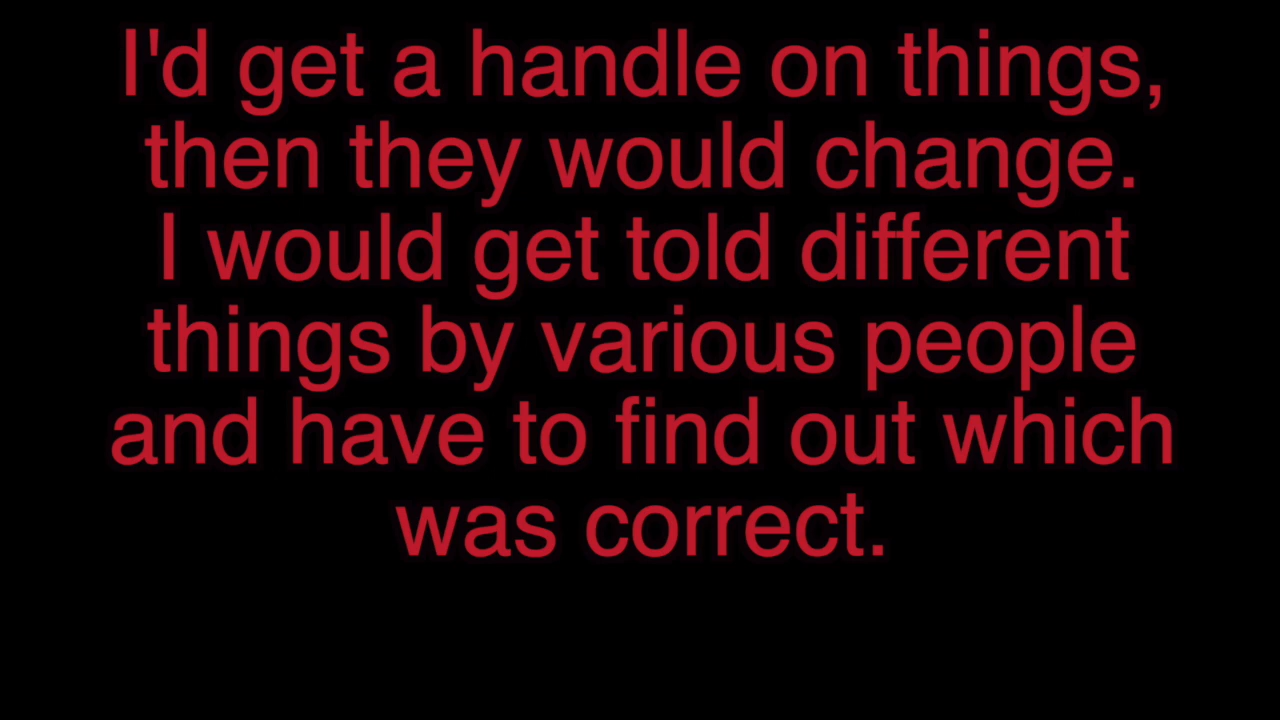 I'd get a handle on things,
then they would change.
I would get told different
things by various people
and have to find out which
was correct.